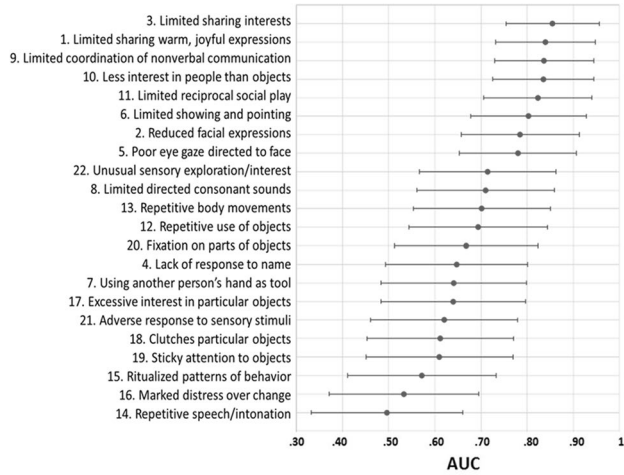 3. Limited sharing interests
1. Limited sharing warm, joyful expressions
9. Limited coordination of nonverbal communication
10. Less interest in people than objects
11. Limited reciprocal social play
6. Limited showing and pointing
2. Reduced facial expressions
5. Poor eye gaze directed to face
22. Unusual sensory exploration/interest
8. Limited directed consonant sounds
13. Repetitive body movements
12. Repetitive use of objects
20. Fixation on parts of objects
4. Lack of response to name
7. Using another person's hand as tool
17. Excessive interest in particular objects
21. Adverse response to sensory stimuli
18. Clutches particular objects
19. Sticky attention to objects
15. Ritualized patterns of behavior
16. Marked distress over change
14. Repetitive speech/intonation
.30 .40 .50 .60 .70 .80 .90 1
AUC